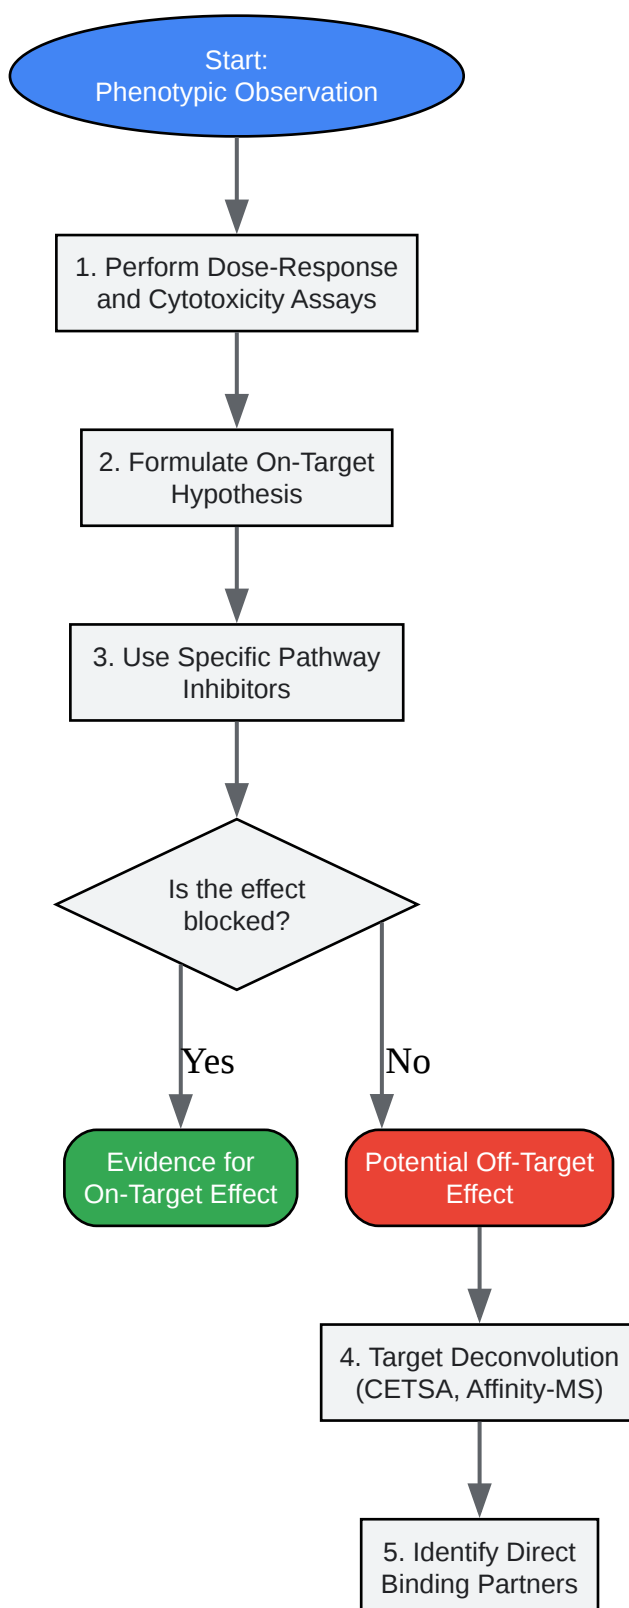 Start:
Phenotypic Observation
1. Perform Dose-Response
and Cytotoxicity Assays
2. Formulate On-Target
Hypothesis
3. Use Specific Pathway
Inhibitors
Is the effect
blocked?
Yes
No
Evidence for
On-Target Effect
Potential Off-Target
Effect
4. Target Deconvolution
(CETSA, Affinity-MS)
5. Identify Direct
Binding Partners